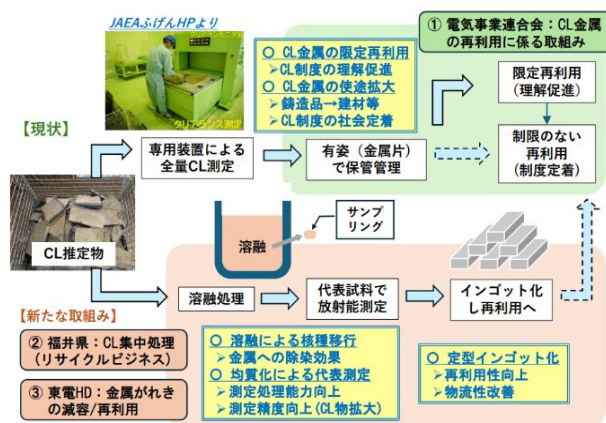 JAEAふげんHPより
クリアランス測定
① 電気事業連合会：CL金属
の再利用に係る取組み
○ CL金属の限定再利用
➢CL制度の理解促進
○ CL金属の使途拡大
➢鋳造品→建材等
➢CL制度の社会定着
限定再利用
（理解促進）
【現状】
専用装置による
全量CL測定
有姿（金属片）
で保管管理
制限のない
再利用
（制度定着）
CL推定物
溶融
サンプ
リング
溶融処理
代表試料で
放射能測定
インゴット化
し再利用へ
【新たな取組み】
② 福井県：CL集中処理
（リサイクルビジネス）
③ 東電HD：金属がれき
の減容/再利用
○ 溶融による核種移行
➢金属への除染効果
○ 均質化による代表測定
➢測定処理能力向上
➢測定精度向上(CL物拡大)
○ 定型インゴット化
➢再利用性向上
➢物流性改善